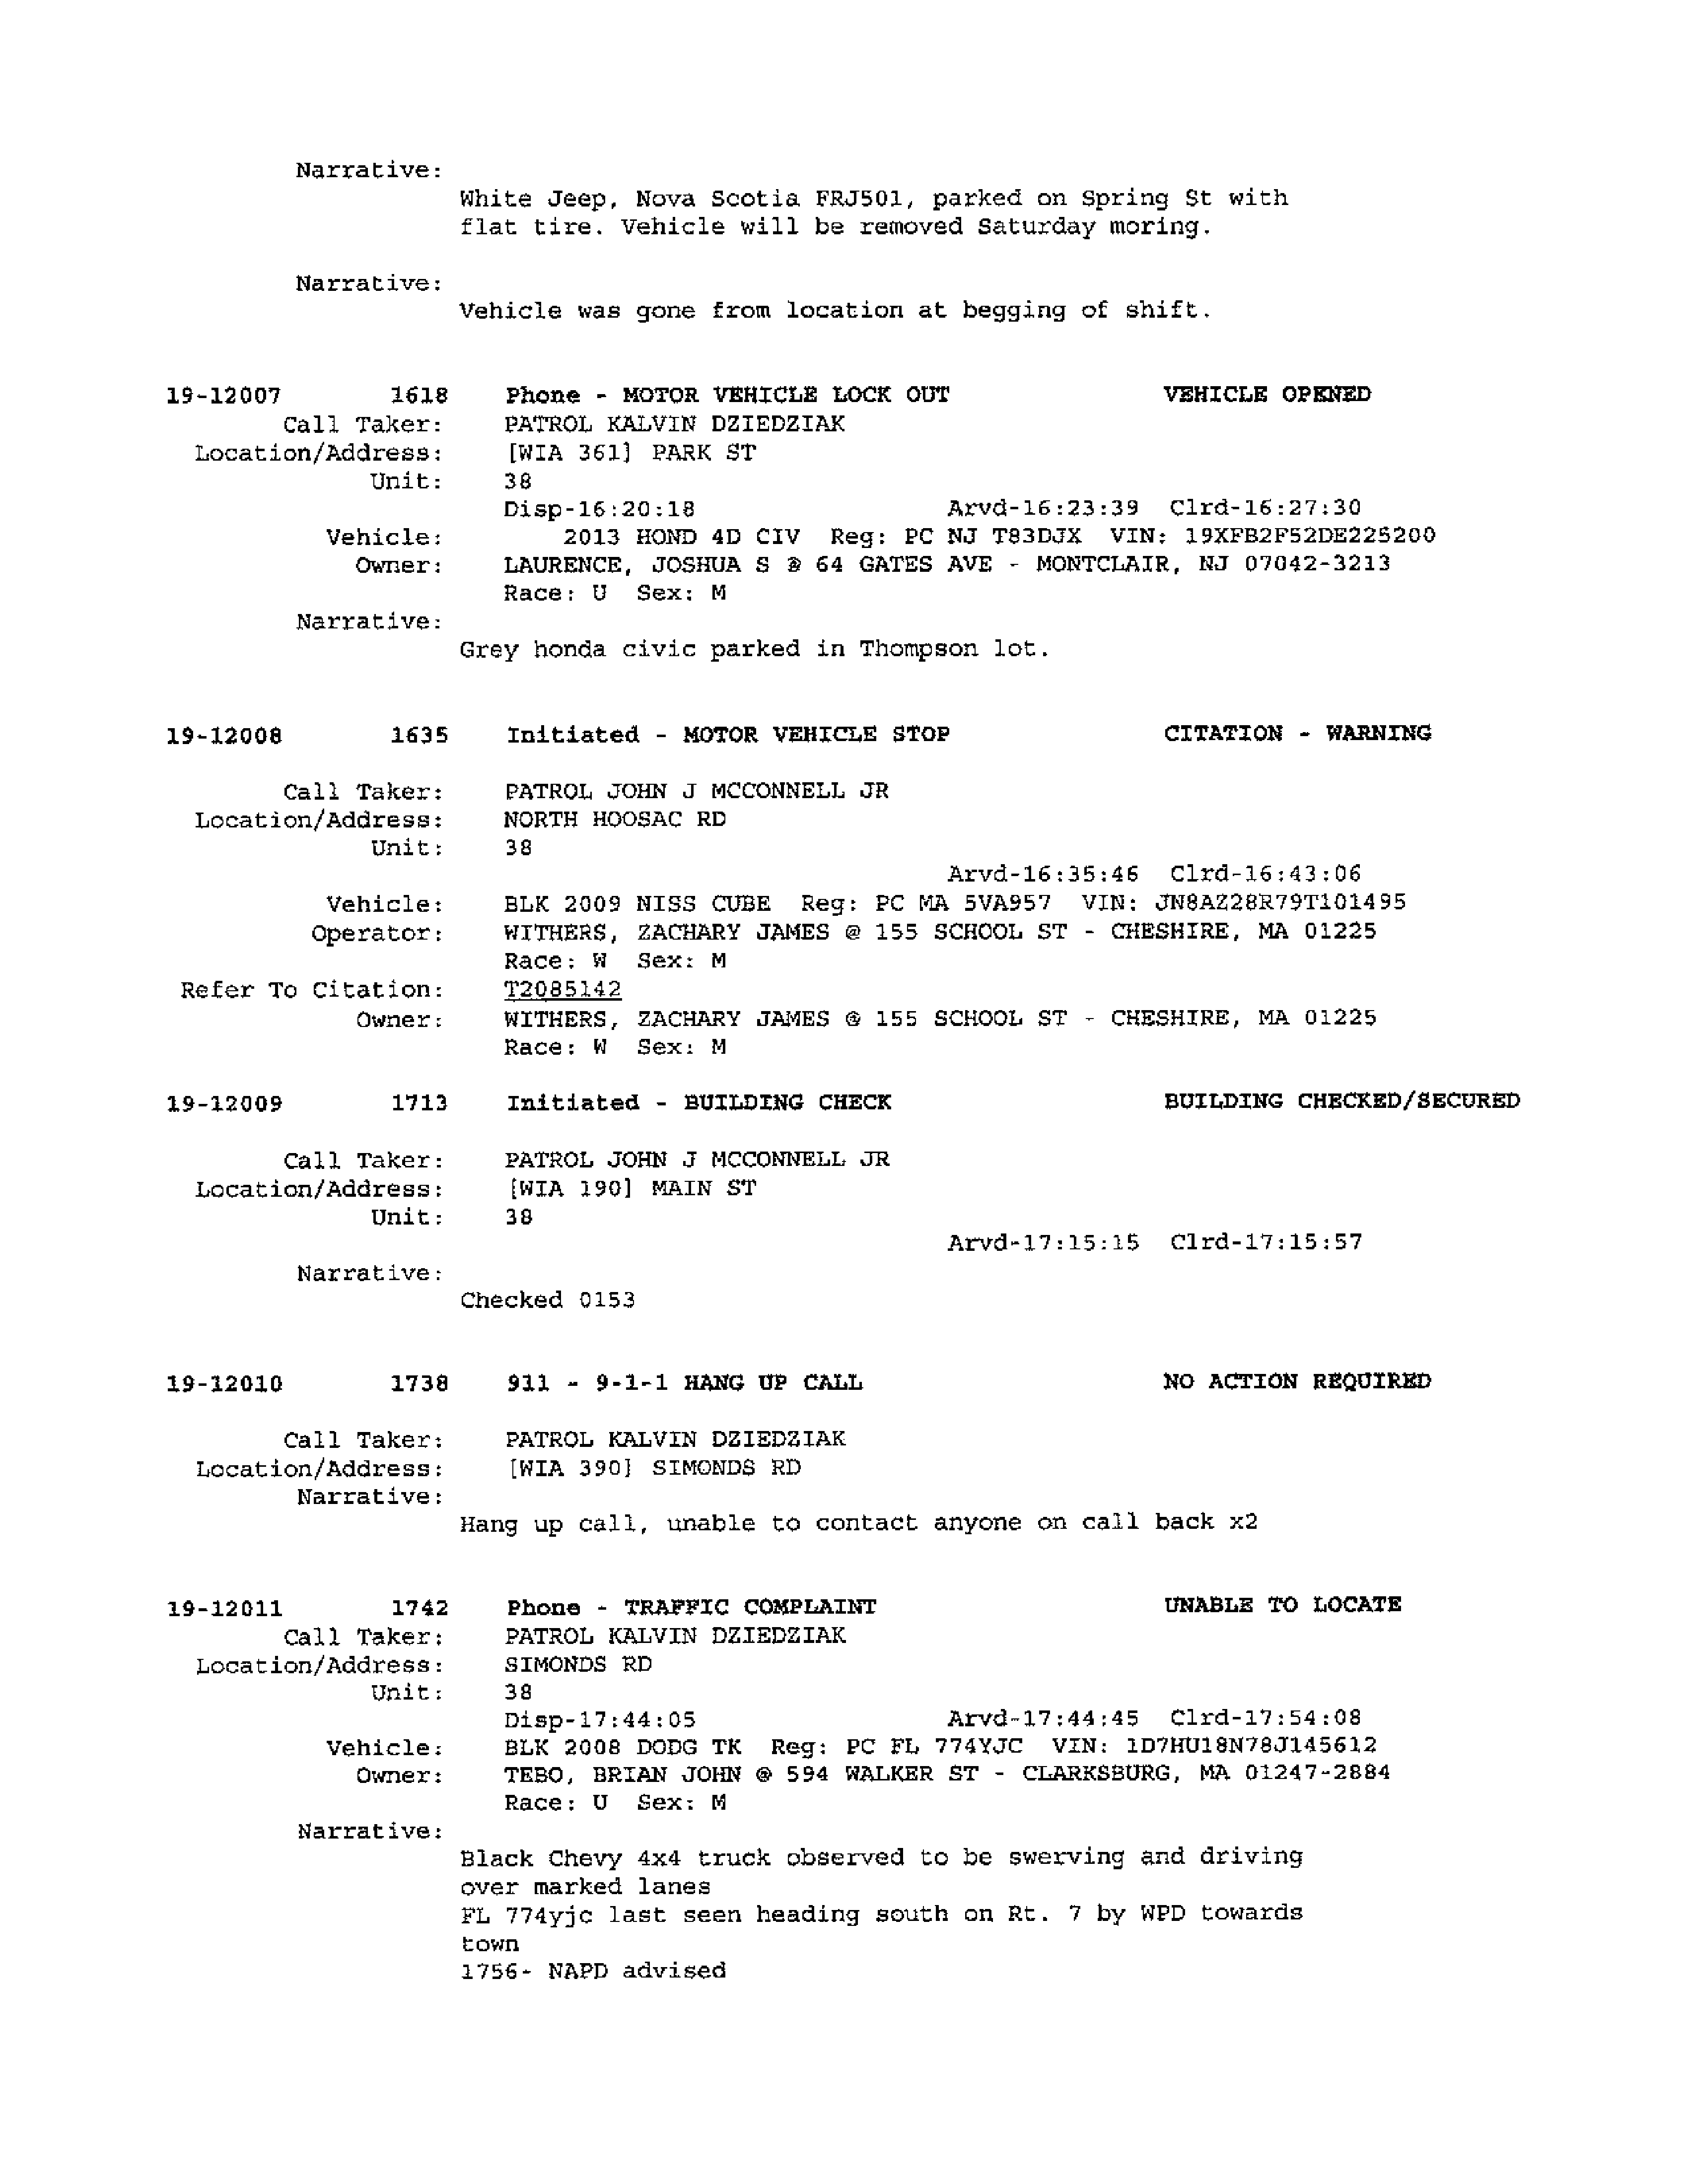 Narrative:
White Jeep, Nova Scotia FRJ501, parked on Spring St with
flat tire. Vehicle will be removed Saturday moring.
Narrative:
Vehicle was gone from location at begging of shift.
19-12007 1618 Phone - MOTOR VEHICLE LOCK OUT VEHICLE OPENED
Call Taker: PATROL KALVIN DZIEDZIAK
Location/Address: [WIA 361] PARK ST
Unit: 38
Disp-16:20:18 Arvd-16:23:39 Clrd-16:27:30
Vehicle: 2013 HOND 4D CIV Reg: PC NJ T83DJX VIN: 19XFB2F52DE225200
Owner: LAURENCE, JOSHUA S @ 64 GATES AVE - MONTCLAIR, NJ 07042-3213
Race: U Sex: M
Narrative:
Grey honda civic parked in Thompson lot.
19-12008 1635 Initiated - MOTOR VEHICLE STOP CITATION - WARNING
Call Taker: PATROL JOHN J MCCONNELL JR
Location/Address: NORTH HOOSAC RD
Unit: 38
Arvd-16:35:46 Clrd-16:43:06
Vehicle: BLK 2009 NISS CUBE Reg: PC MA 5VA957 VIN: JN8AZ28R79T101495
Operator: WITHERS, ZACHARY JAMES @ 155 SCHOOL ST - CHESHIRE, MA 01225
Race: W Sex: M
Refer To Citation: T2085142
Owner: WITHERS, ZACHARY JAMES @ 155 SCHOOL ST - CHESHIRE, MA 01225
Race: W Sex: M
19-12009 1713 Initiated - BUILDING CHECK BUILDING CHECKED/SECURED
Call Taker: PATROL JOHN J MCCONNELL JR
Location/Address: [WIA 190] MAIN ST
Unit: 38
Arvd-17:15:15 Clrd-17:15:57
Narrative:
Checked 0153
19-12010 1738 911 - 9-1-1 HANG UP CALL NO ACTION REQUIRED
Call Taker: PATROL KALVIN DZIEDZIAK
Location/Address: [WIA 390] SIMONDS RD
Narrative:
Hang up call, unable to contact anyone on call back x2
19-12011 1742 Phone - TRAFFIC COMPLAINT UNABLE TO LOCATE
Call Taker: PATROL KALVIN DZIEDZIAK
Location/Address: SIMONDS RD
Unit: 38
Disp-17:44:05 Arvd-17:44:45 Clrd-17:54:08
Vehicle: BLK 2008 DODG TK Reg: PC FL 774YJC VIN: 1D7HU18N78J145612
Owner: TEBO, BRIAN JOHN @ 594 WALKER ST - CLARKSBURG, MA 01247-2884
Race: U Sex: M
Narrative:
Black Chevy 4x4 truck observed to be swerving and driving
over marked lanes
FL 774yjc last seen heading south on Rt. 7 by WPD towards
town
1756- NAPD advised